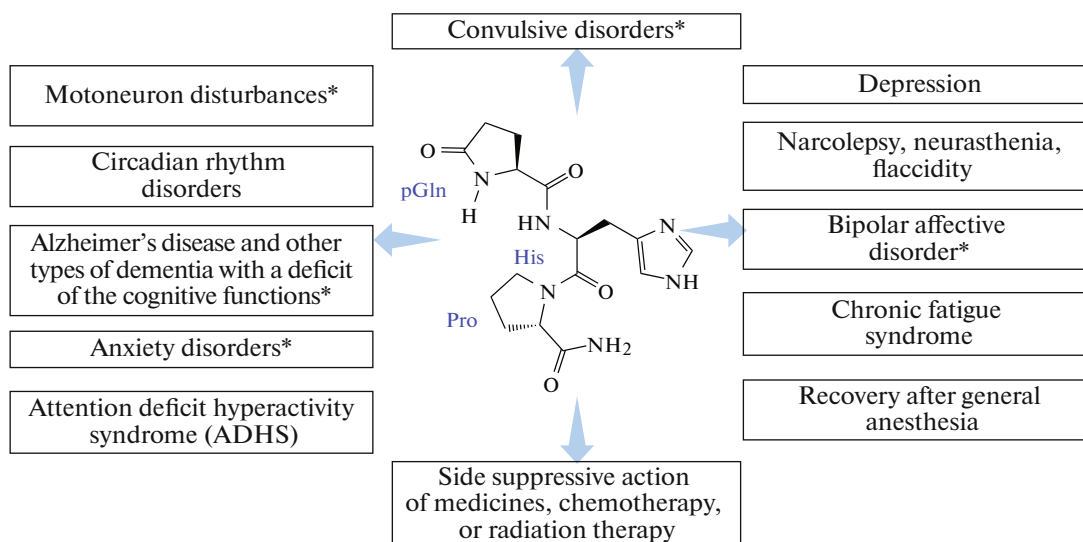 Convulsive disorders*
Motoneuron disturbances*
Circadian rhythm
disorders
Alzheimer’s disease and other
types of dementia with a deficit
of the cognitive functions*
Anxiety disorders*
Attention deficit hyperactivity
syndrome (ADHS)
O
N
H
pGln
O
HN
His
N
NH
O
N
Pro
NH2
O
Depression
Narcolepsy, neurasthenia,
flaccidity
Bipolar affective
disorder*
Chronic fatigue
syndrome
Recovery after general
anesthesia
Side suppressive action
of medicines, chemotherapy,
or radiation therapy